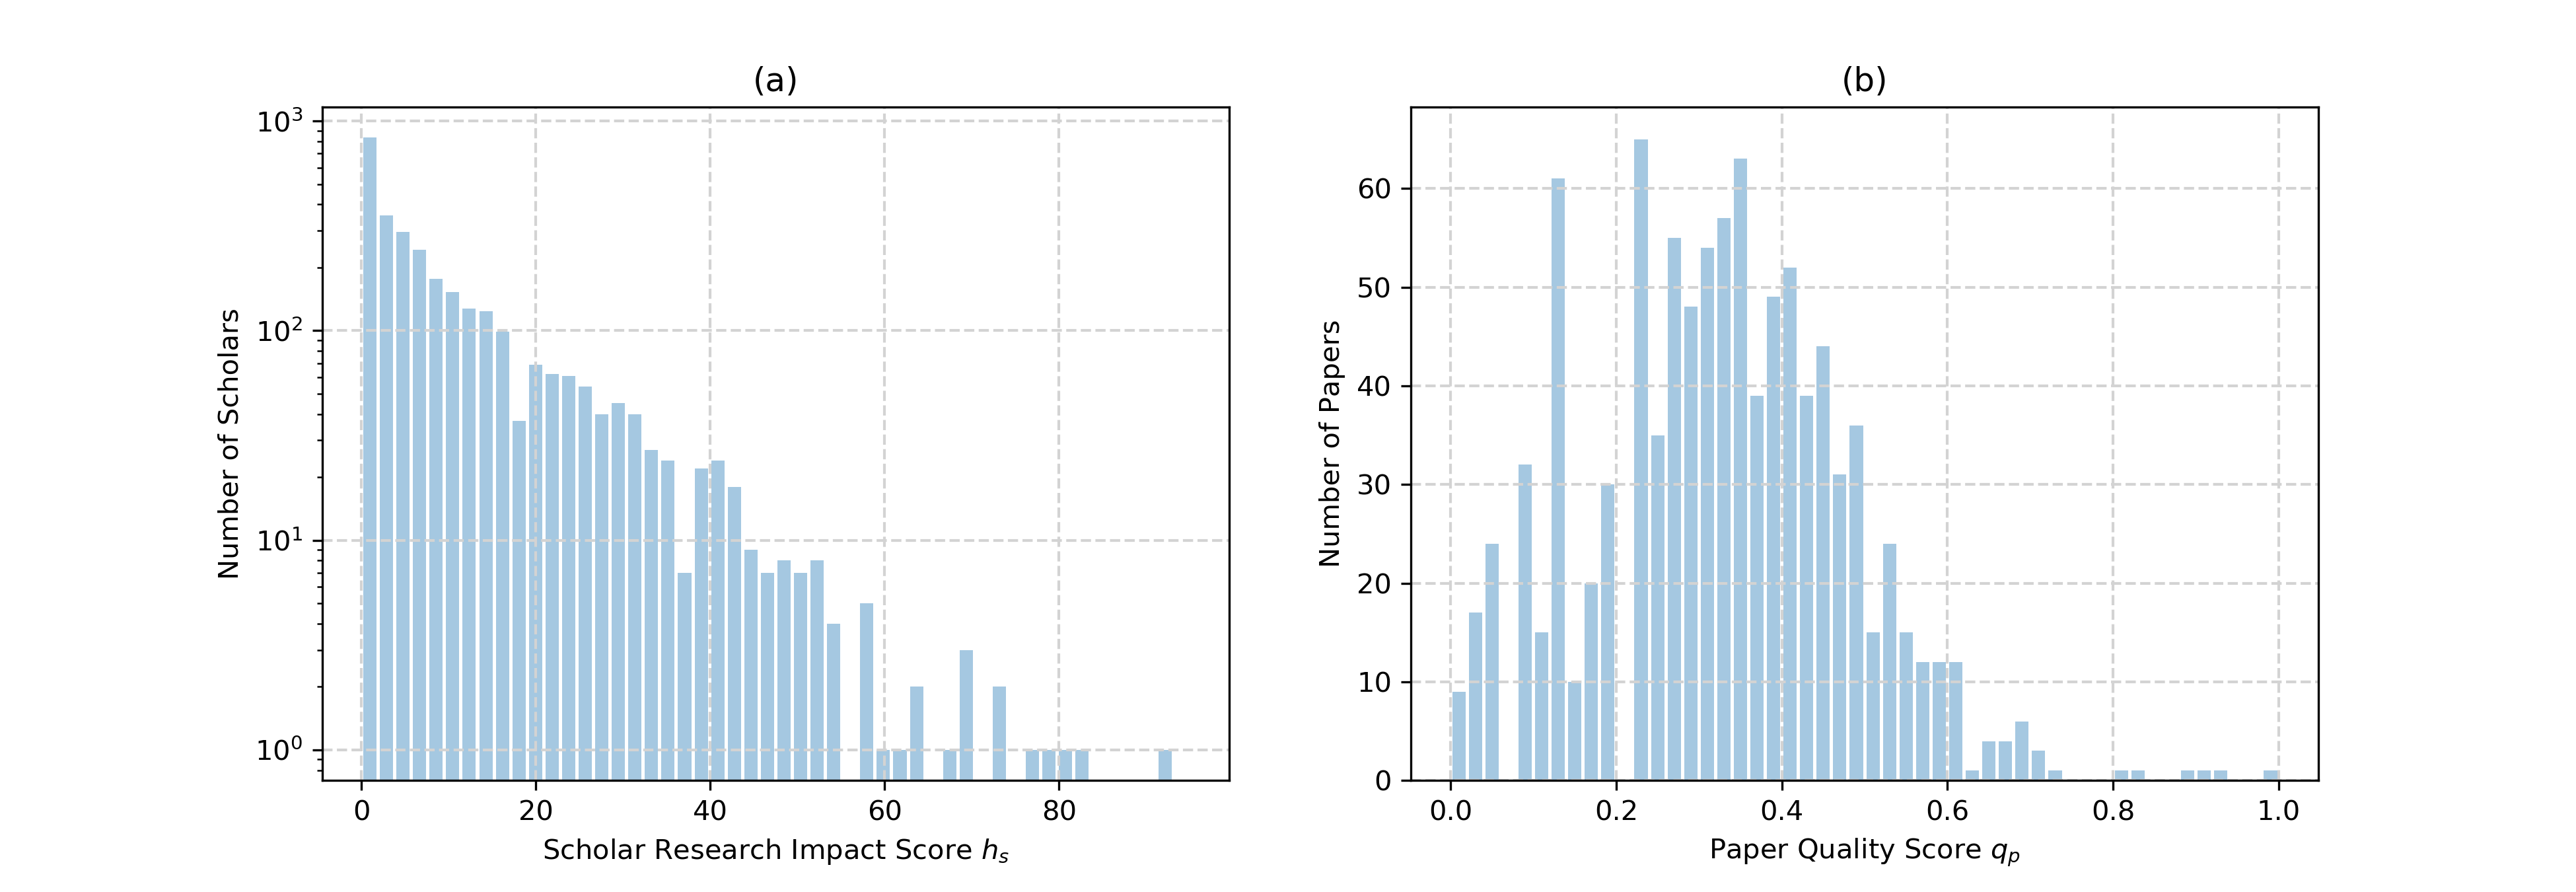 (a)
10³
10²
10¹
10⁰
Number of Scholars
0 20 40 60 80
Scholar Research Impact Score hₛ
(b)
60
50
40
30
20
10
0
Number of Papers
0.0 0.2 0.4 0.6 0.8 1.0
Paper Quality Score qₚ